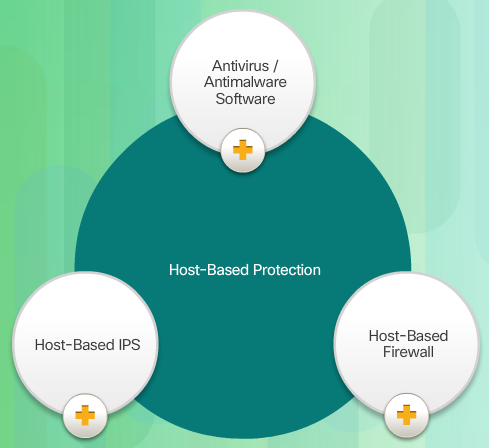 Antivirus /
Antimalware
Software
Host-Based Protection
Host-Based IPS
Host-Based
Firewall